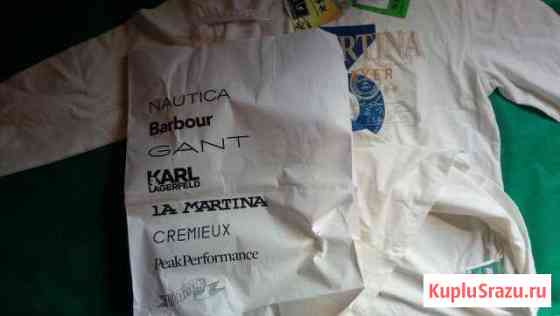 NAUTICA
Barbour
GANT
KARL
LAGERFELD
LA MARTINA
CREMIEUX
PeakPerformance
MARTINA
KupluSrazu.ru